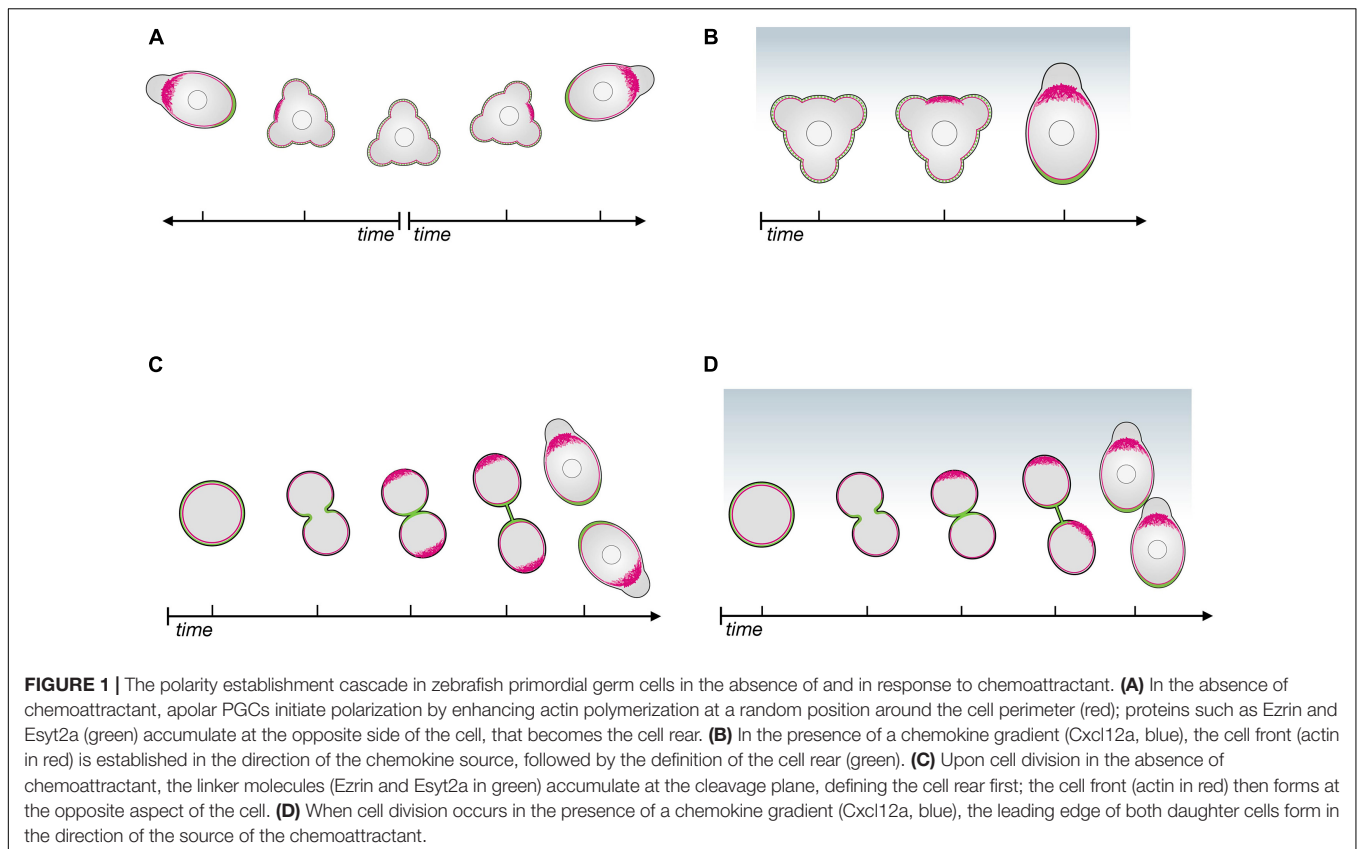 A
B
time
time
time
C
D
time
time
FIGURE 1 | The polarity establishment cascade in zebrafish primordial germ cells in the absence of and in response to chemoattractant. (A) In the absence of
chemoattractant, apolar PGCs initiate polarization by enhancing actin polymerization at a random position around the cell perimeter (red); proteins such as Ezrin and
Esyt2a (green) accumulate at the opposite side of the cell, that becomes the cell rear. (B) In the presence of a chemokine gradient (Cxcl12a, blue), the cell front (actin
in red) is established in the direction of the chemokine source, followed by the definition of the cell rear (green). (C) Upon cell division in the absence of
chemoattractant, the linker molecules (Ezrin and Esyt2a in green) accumulate at the cleavage plane, defining the cell rear first; the cell front (actin in red) then forms at
the opposite aspect of the cell. (D) When cell division occurs in the presence of a chemokine gradient (Cxcl12a, blue), the leading edge of both daughter cells form in
the direction of the source of the chemoattractant.